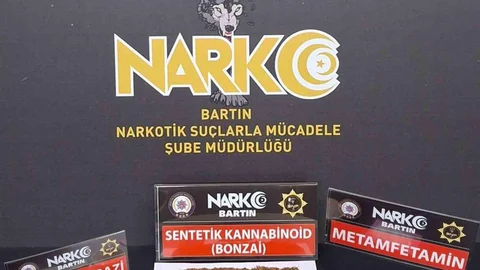 NARKO
BARTIN
NARKOTİK SUÇLARLA MÜCADELE
ŞUBE MÜDÜRLÜĞÜ
NARKO
BARTIN
SENTETİK KANNABİNOİD
(BONZAİ)
NARKO
BARTIN
METAMFETAMİN
NARKO
BARTIN